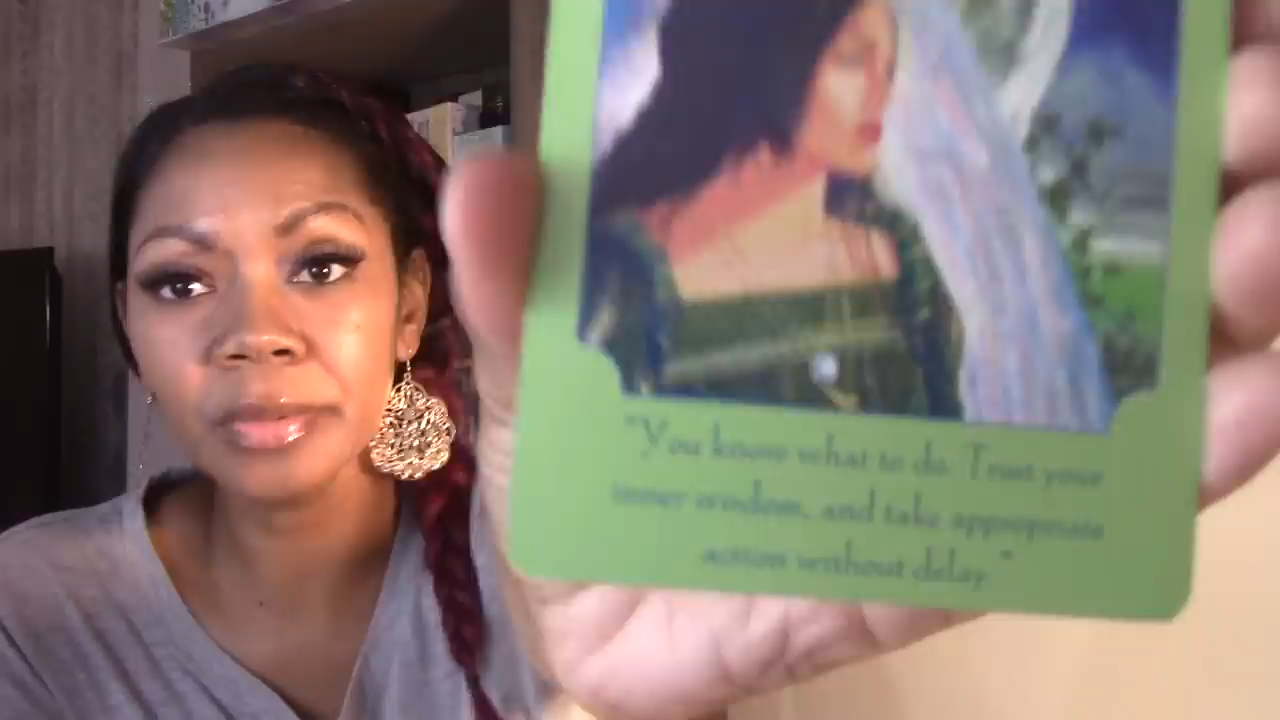 "You know what to do. Trust your
inner wisdom, and take appropriate
action without delay."